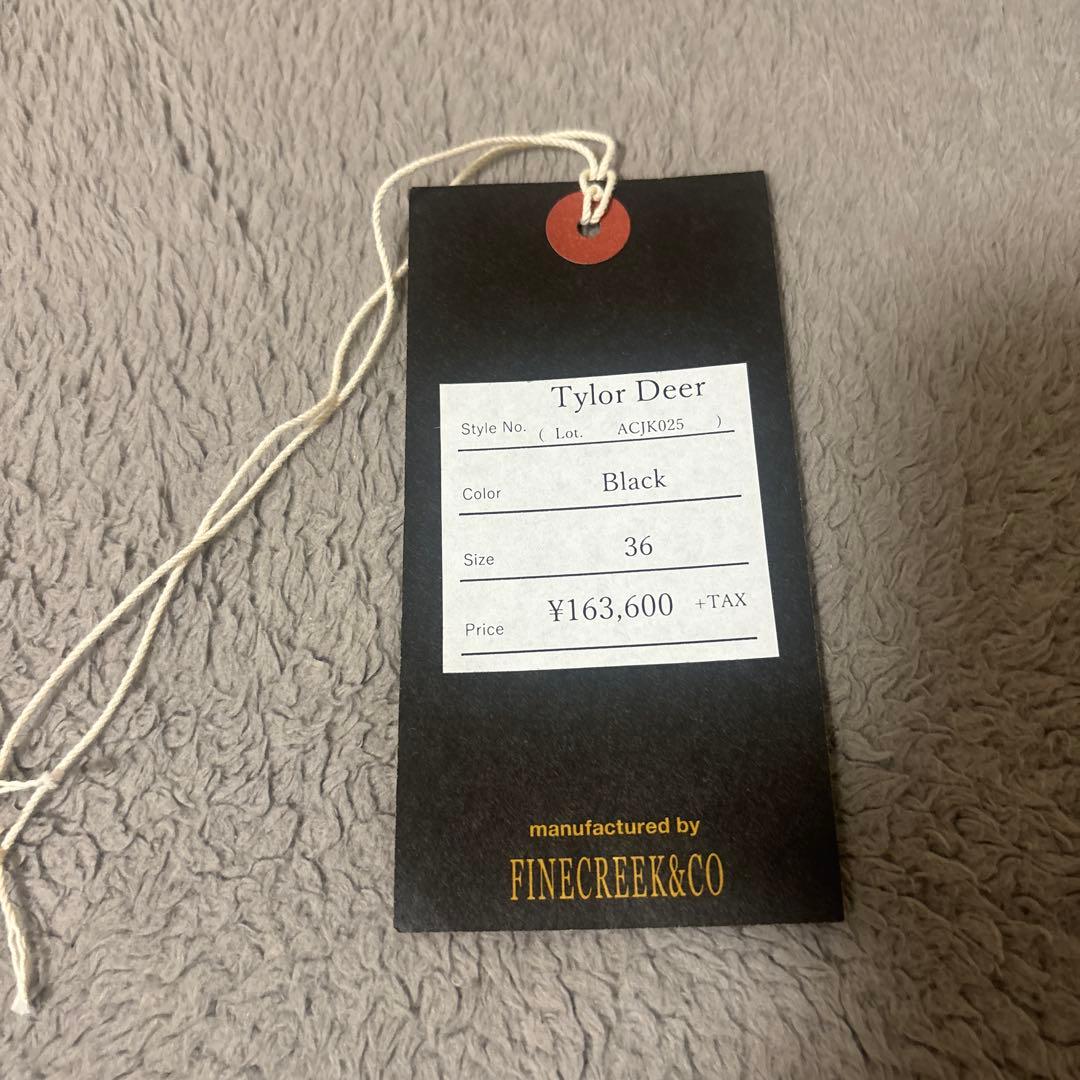 Tylor Deer
Style No. ( Lot. ACJK025 )
Color Black
Size 36
Price ¥163,600 +TAX
manufactured by
FINECREEK&CO